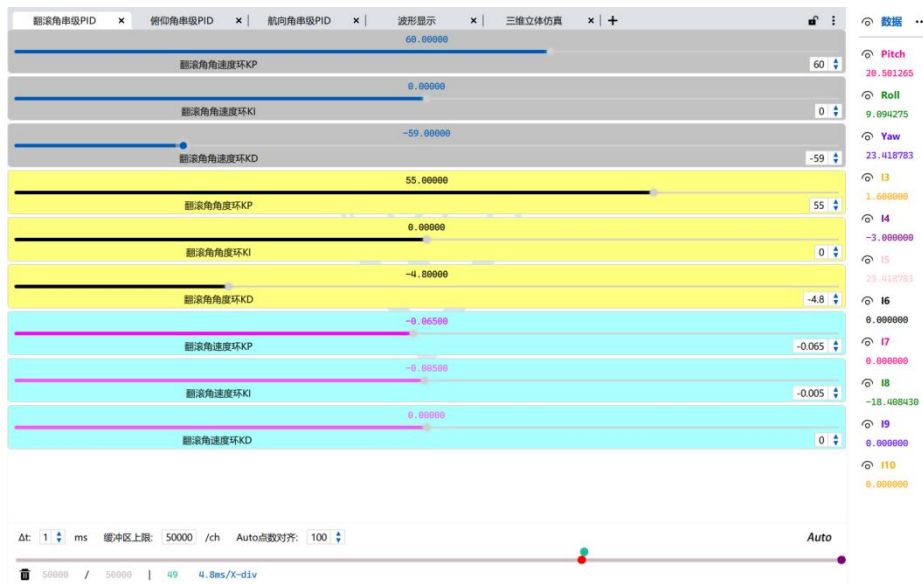 翻滚角串级PID × 俯仰角串级PID × | 航向角串级PID × | 波形显示 × | 三维立体仿真 × | +
60.00000
翻滚角角速度环KP 60
0.00000
翻滚角角速度环KI 0
-59.00000
翻滚角角速度环KD -59
55.00000
翻滚角角度环KP 55
0.00000
翻滚角角度环KI 0
-4.80000
翻滚角角度环KD -4.8
-0.06500
翻滚角速度环KP -0.065
-0.00500
翻滚角速度环KI -0.005
0.00000
翻滚角速度环KD 0
Δt: 1 ms 缓冲区上限: 50000 /ch Auto点数对齐: 100 Auto
50000 / 50000 | 49 4.8ms/X-div
数据
Pitch
20.501265
Roll
9.094275
Yaw
23.418783
I3
1.600000
I4
-3.000000
I5
23.418783
I6
0.000000
I7
0.000000
I8
-18.408430
I9
0.000000
I10
0.000000